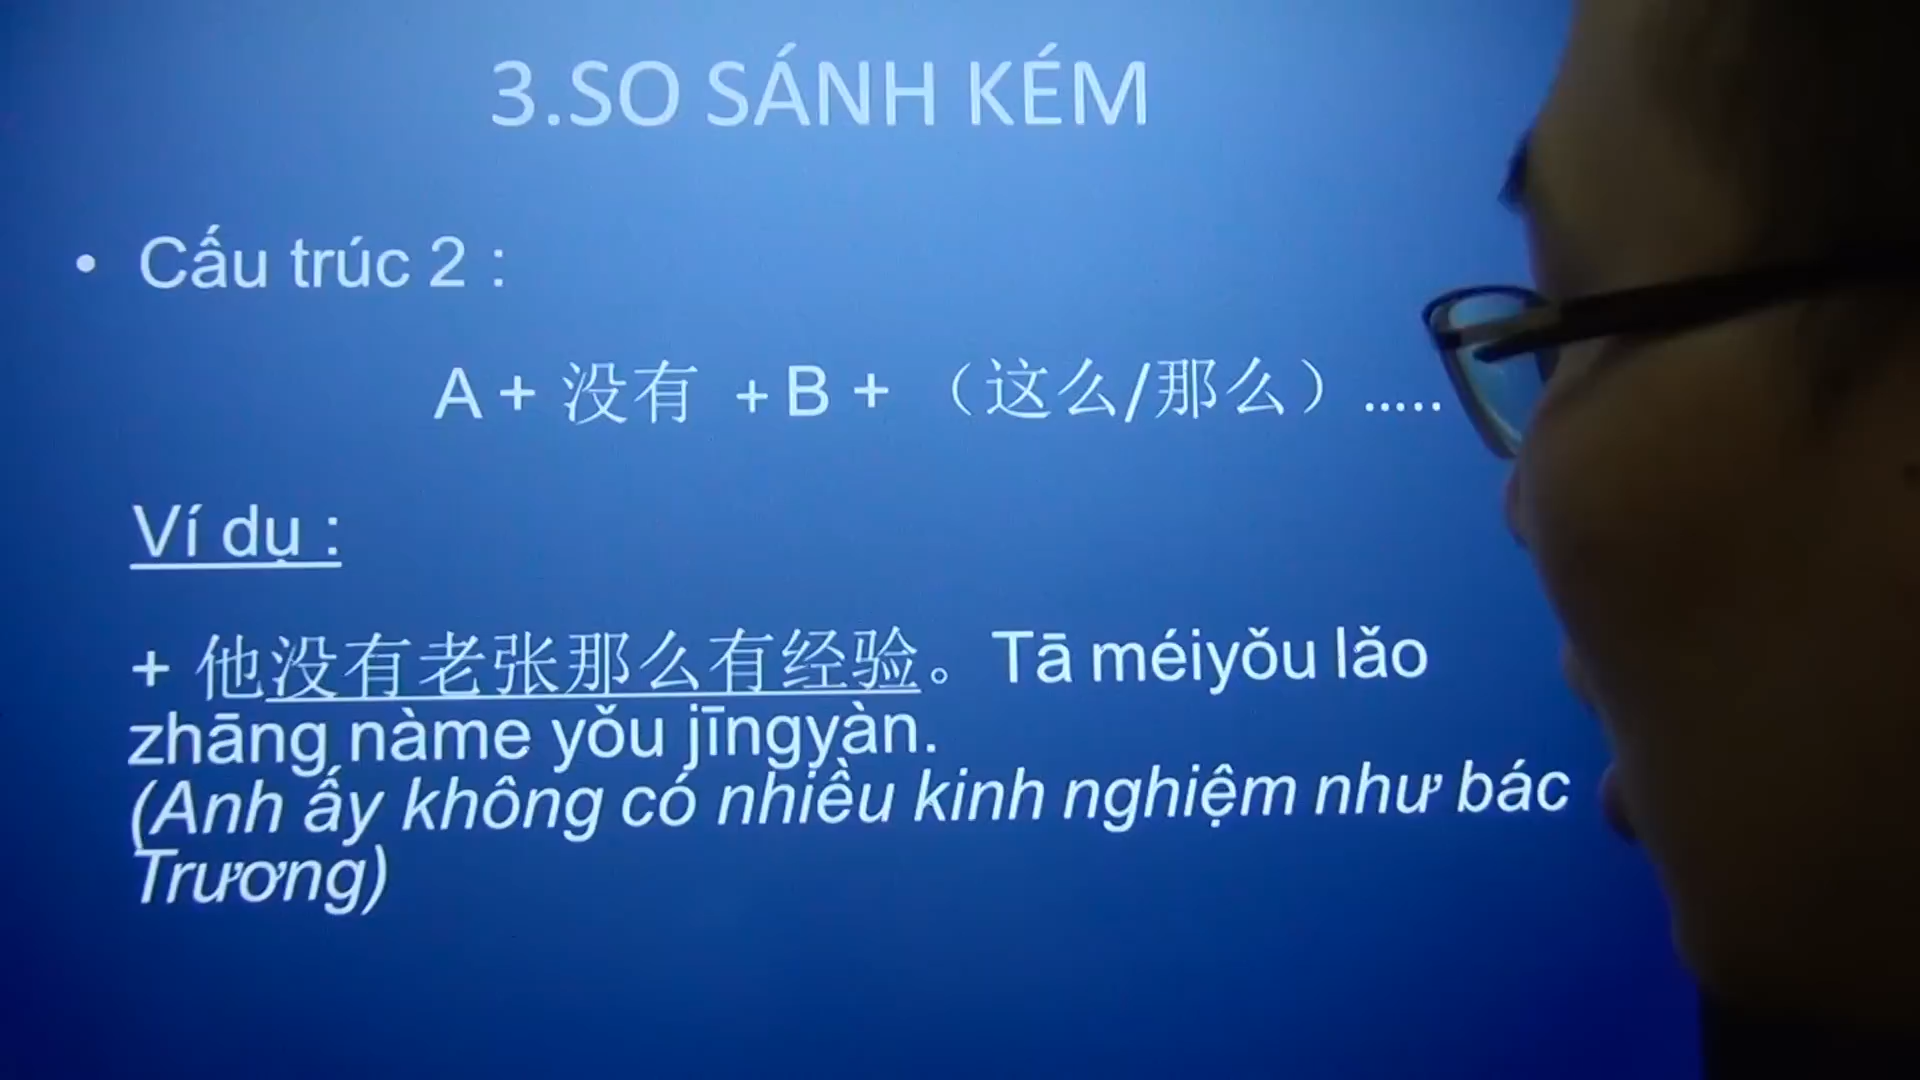 3.SO SÁNH KÉM
• Cấu trúc 2 :
A + 没有 + B + （这么/那么）.....
Ví dụ :
+ 他没有老张那么有经验。Tā méiyǒu lǎo
zhāng nàme yǒu jīngyàn.
(Anh ấy không có nhiều kinh nghiệm như bác
Trương)